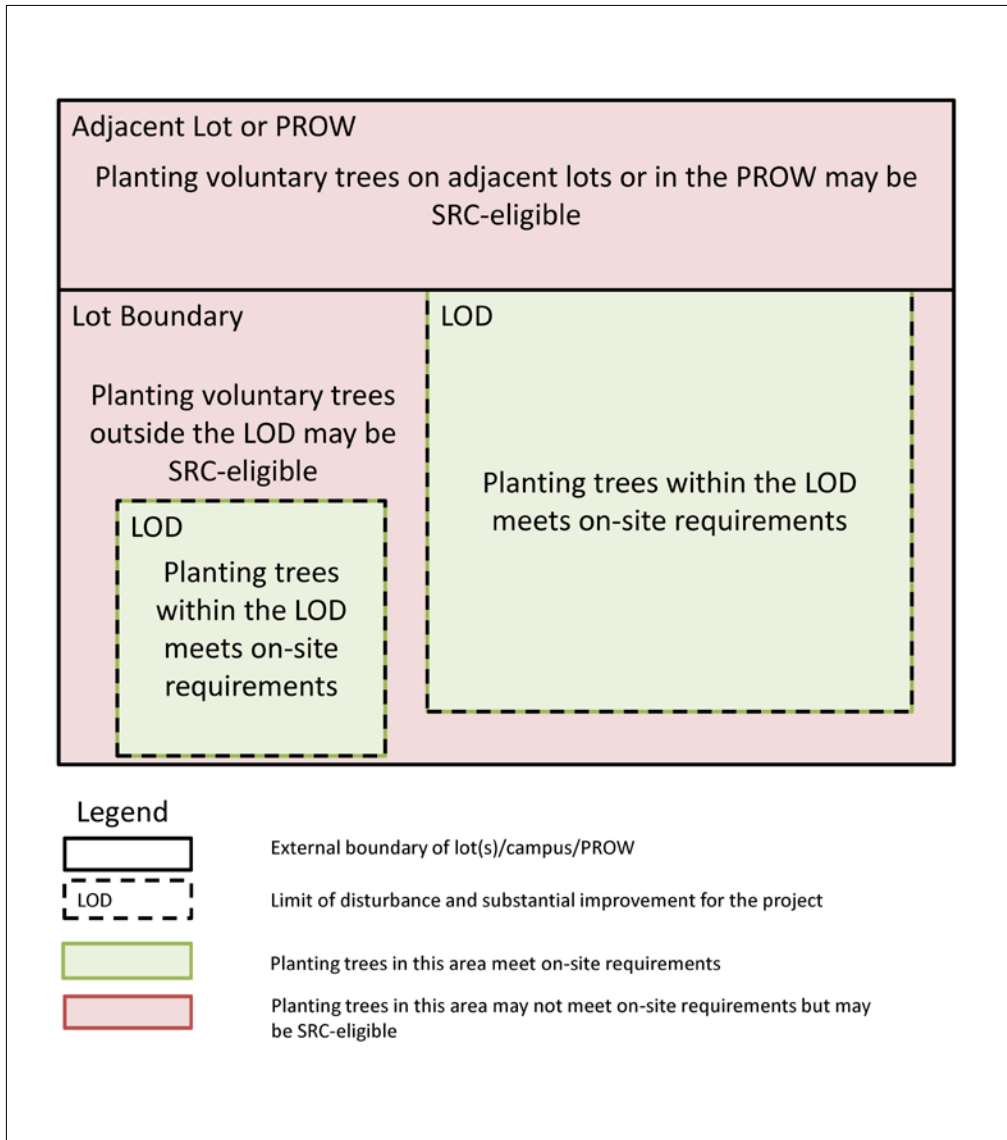 Adjacent Lot or PROW
Planting voluntary trees on adjacent lots or in the PROW may be
SRC-eligible
Lot Boundary
Planting voluntary trees
outside the LOD may be
SRC-eligible
LOD
Planting trees
within the LOD
meets on-site
requirements
LOD
Planting trees within the LOD
meets on-site requirements
Legend
External boundary of lot(s)/campus/PROW
LOD
Limit of disturbance and substantial improvement for the project
Planting trees in this area meet on-site requirements
Planting trees in this area may not meet on-site requirements but may
be SRC-eligible